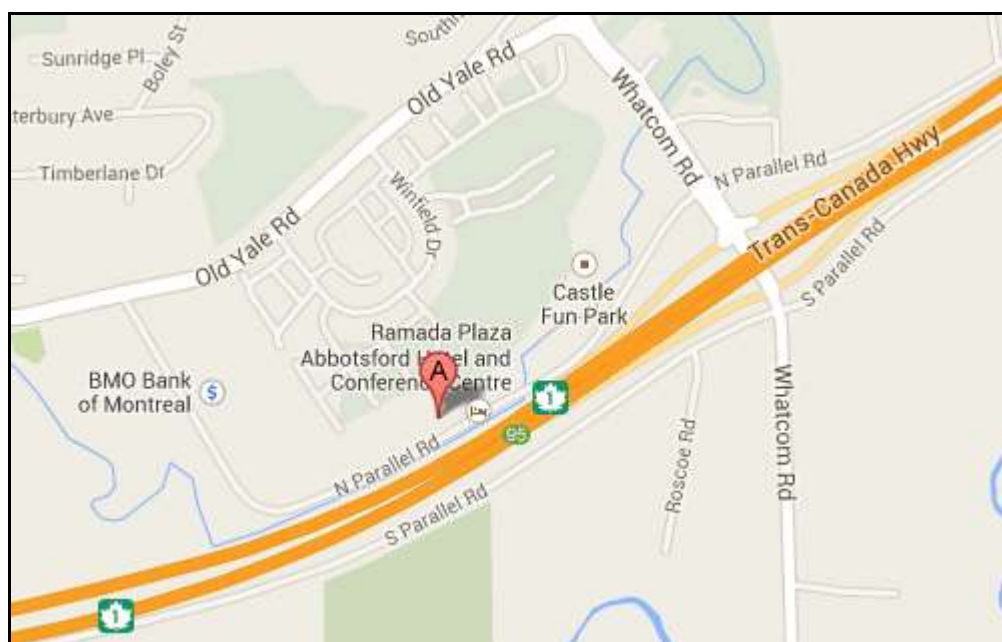 Sunridge Pl
Boley St
terbury Ave
Timberlane Dr
South
Old Yale Rd
Old Yale Rd
Winfield Dr
Whatcom Rd
N Parallel Rd
Trans-Canada Hwy
S Parallel Rd
Castle
Fun Park
Ramada Plaza
Abbotsford Hotel and
Conference Centre
A
BMO Bank
of Montreal
$
1
95
N Parallel Rd
S Parallel Rd
Roscoe Rd
Whatcom Rd
1